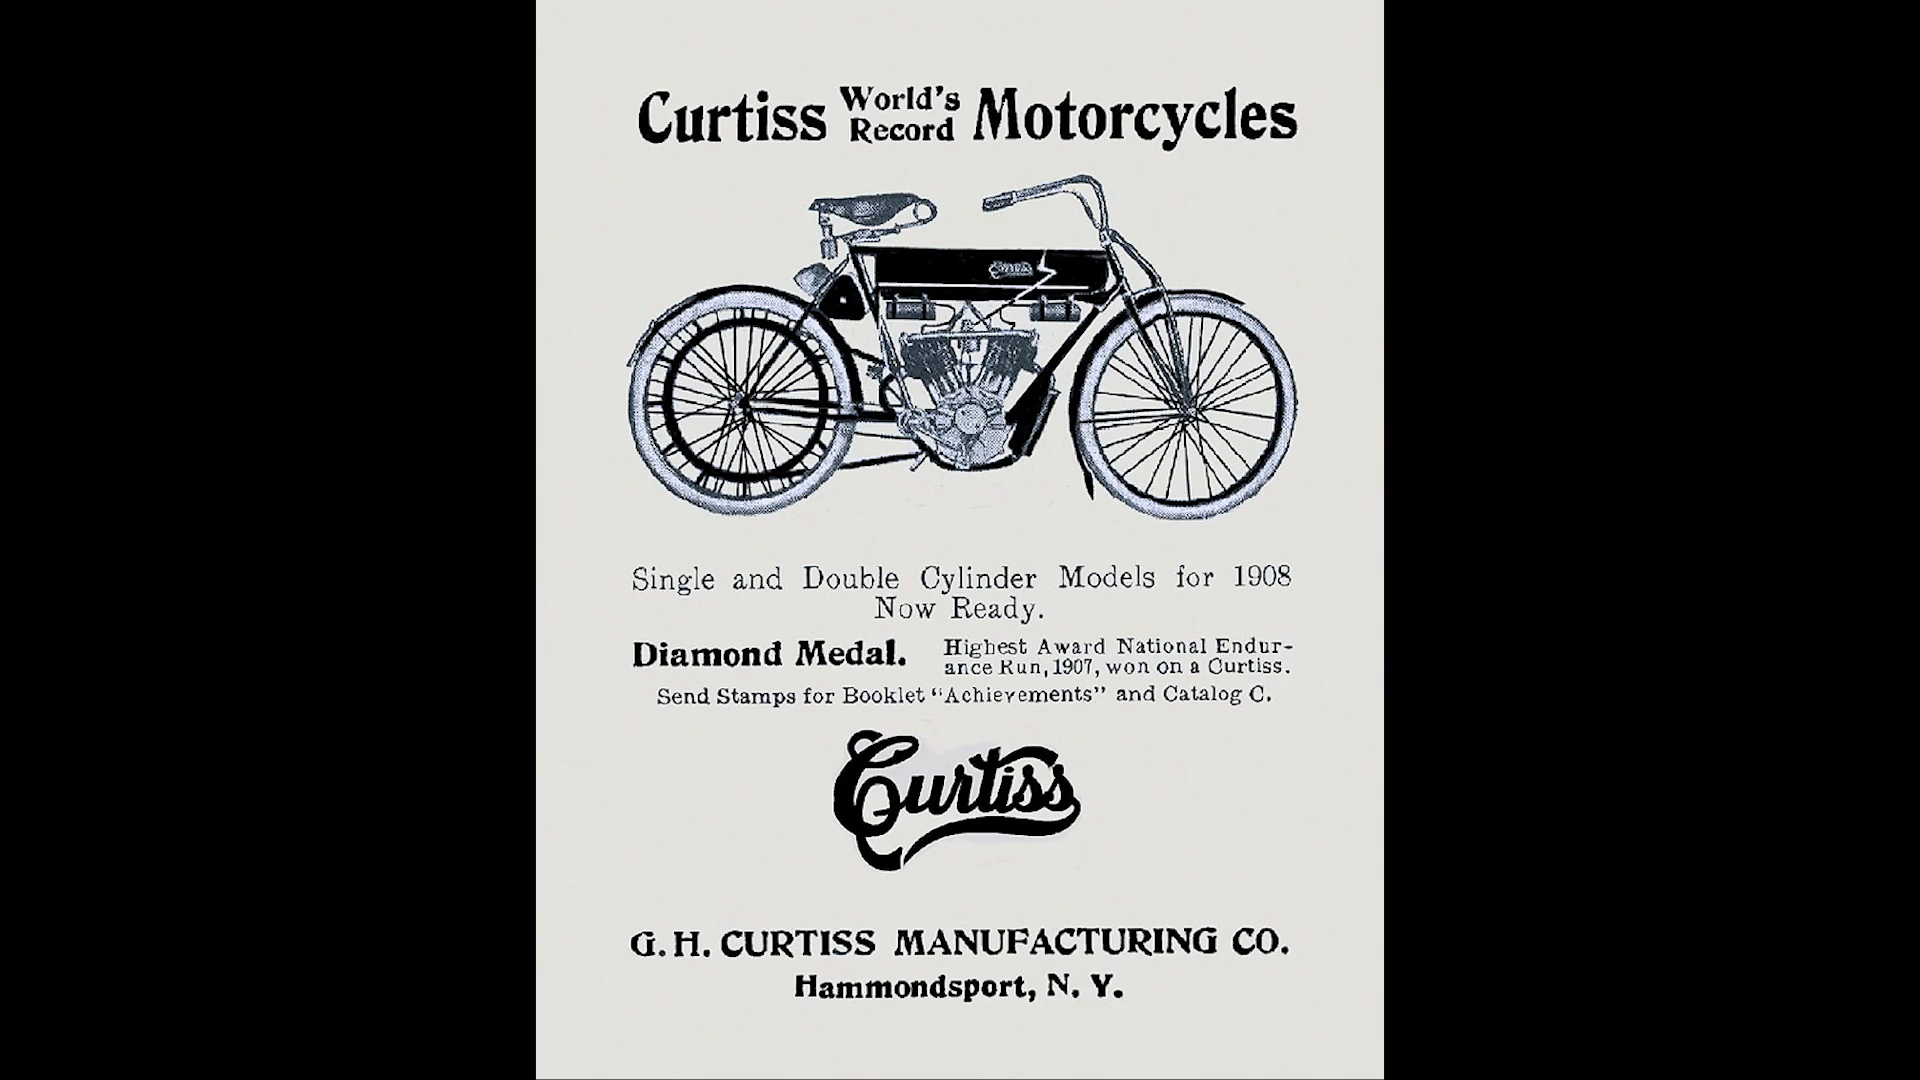 Curtiss World's Record Motorcycles
Curtiss
Single and Double Cylinder Models for 1908
Now Ready.
Diamond Medal. Highest Award National Endur-
ance Run, 1907, won on a Curtiss.
Send Stamps for Booklet "Achievements" and Catalog C.
Curtiss
G. H. CURTISS MANUFACTURING CO.
Hammondsport, N. Y.